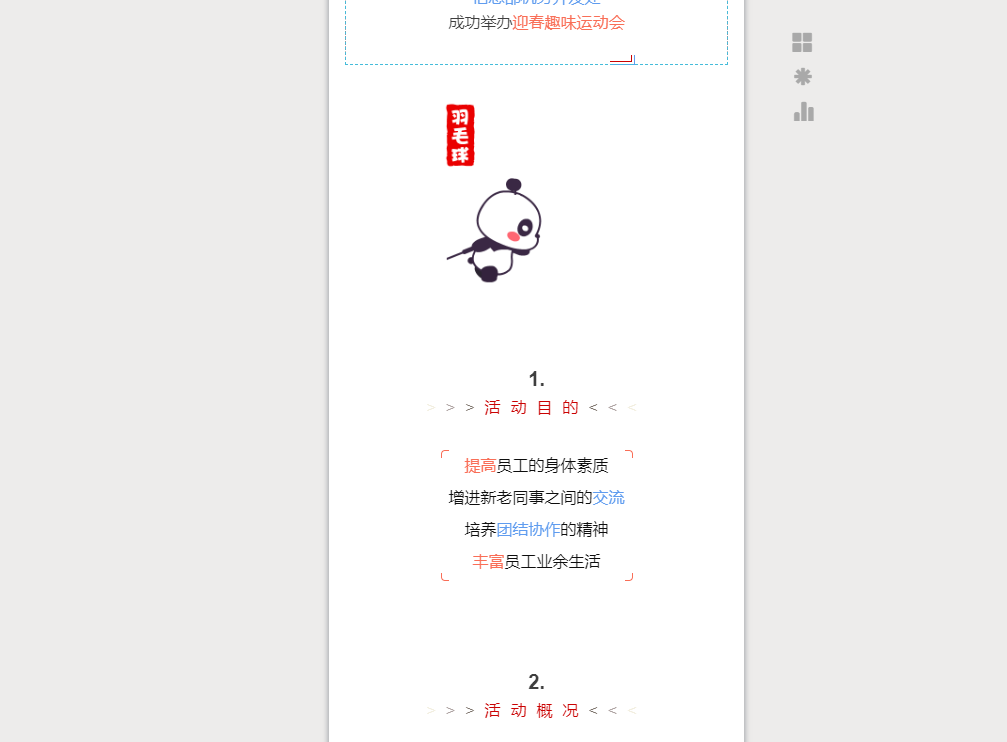 成功举办迎春趣味运动会
羽毛球
1.
> > > 活 动 目 的 < < <
提高员工的身体素质
增进新老同事之间的交流
培养团结协作的精神
丰富员工业余生活
2.
> > > 活 动 概 况 < < <